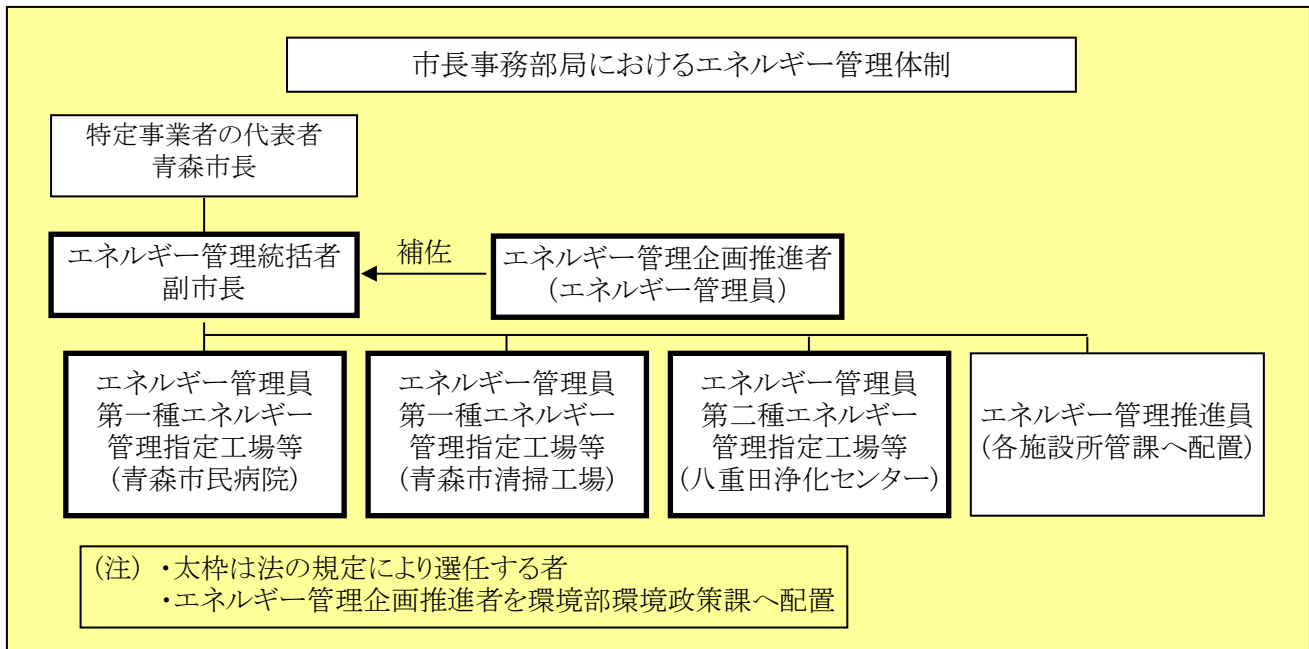 市長事務部局におけるエネルギー管理体制
特定事業者の代表者
青森市長
エネルギー管理統括者
副市長
補佐
エネルギー管理企画推進者
(エネルギー管理員)
エネルギー管理員
第一種エネルギー
管理指定工場等
(青森市民病院)
エネルギー管理員
第一種エネルギー
管理指定工場等
(青森市清掃工場)
エネルギー管理員
第二種エネルギー
管理指定工場等
(八重田浄化センター)
エネルギー管理推進員
(各施設所管課へ配置)
(注) ・太枠は法の規定により選任する者
・エネルギー管理企画推進者を環境部環境政策課へ配置